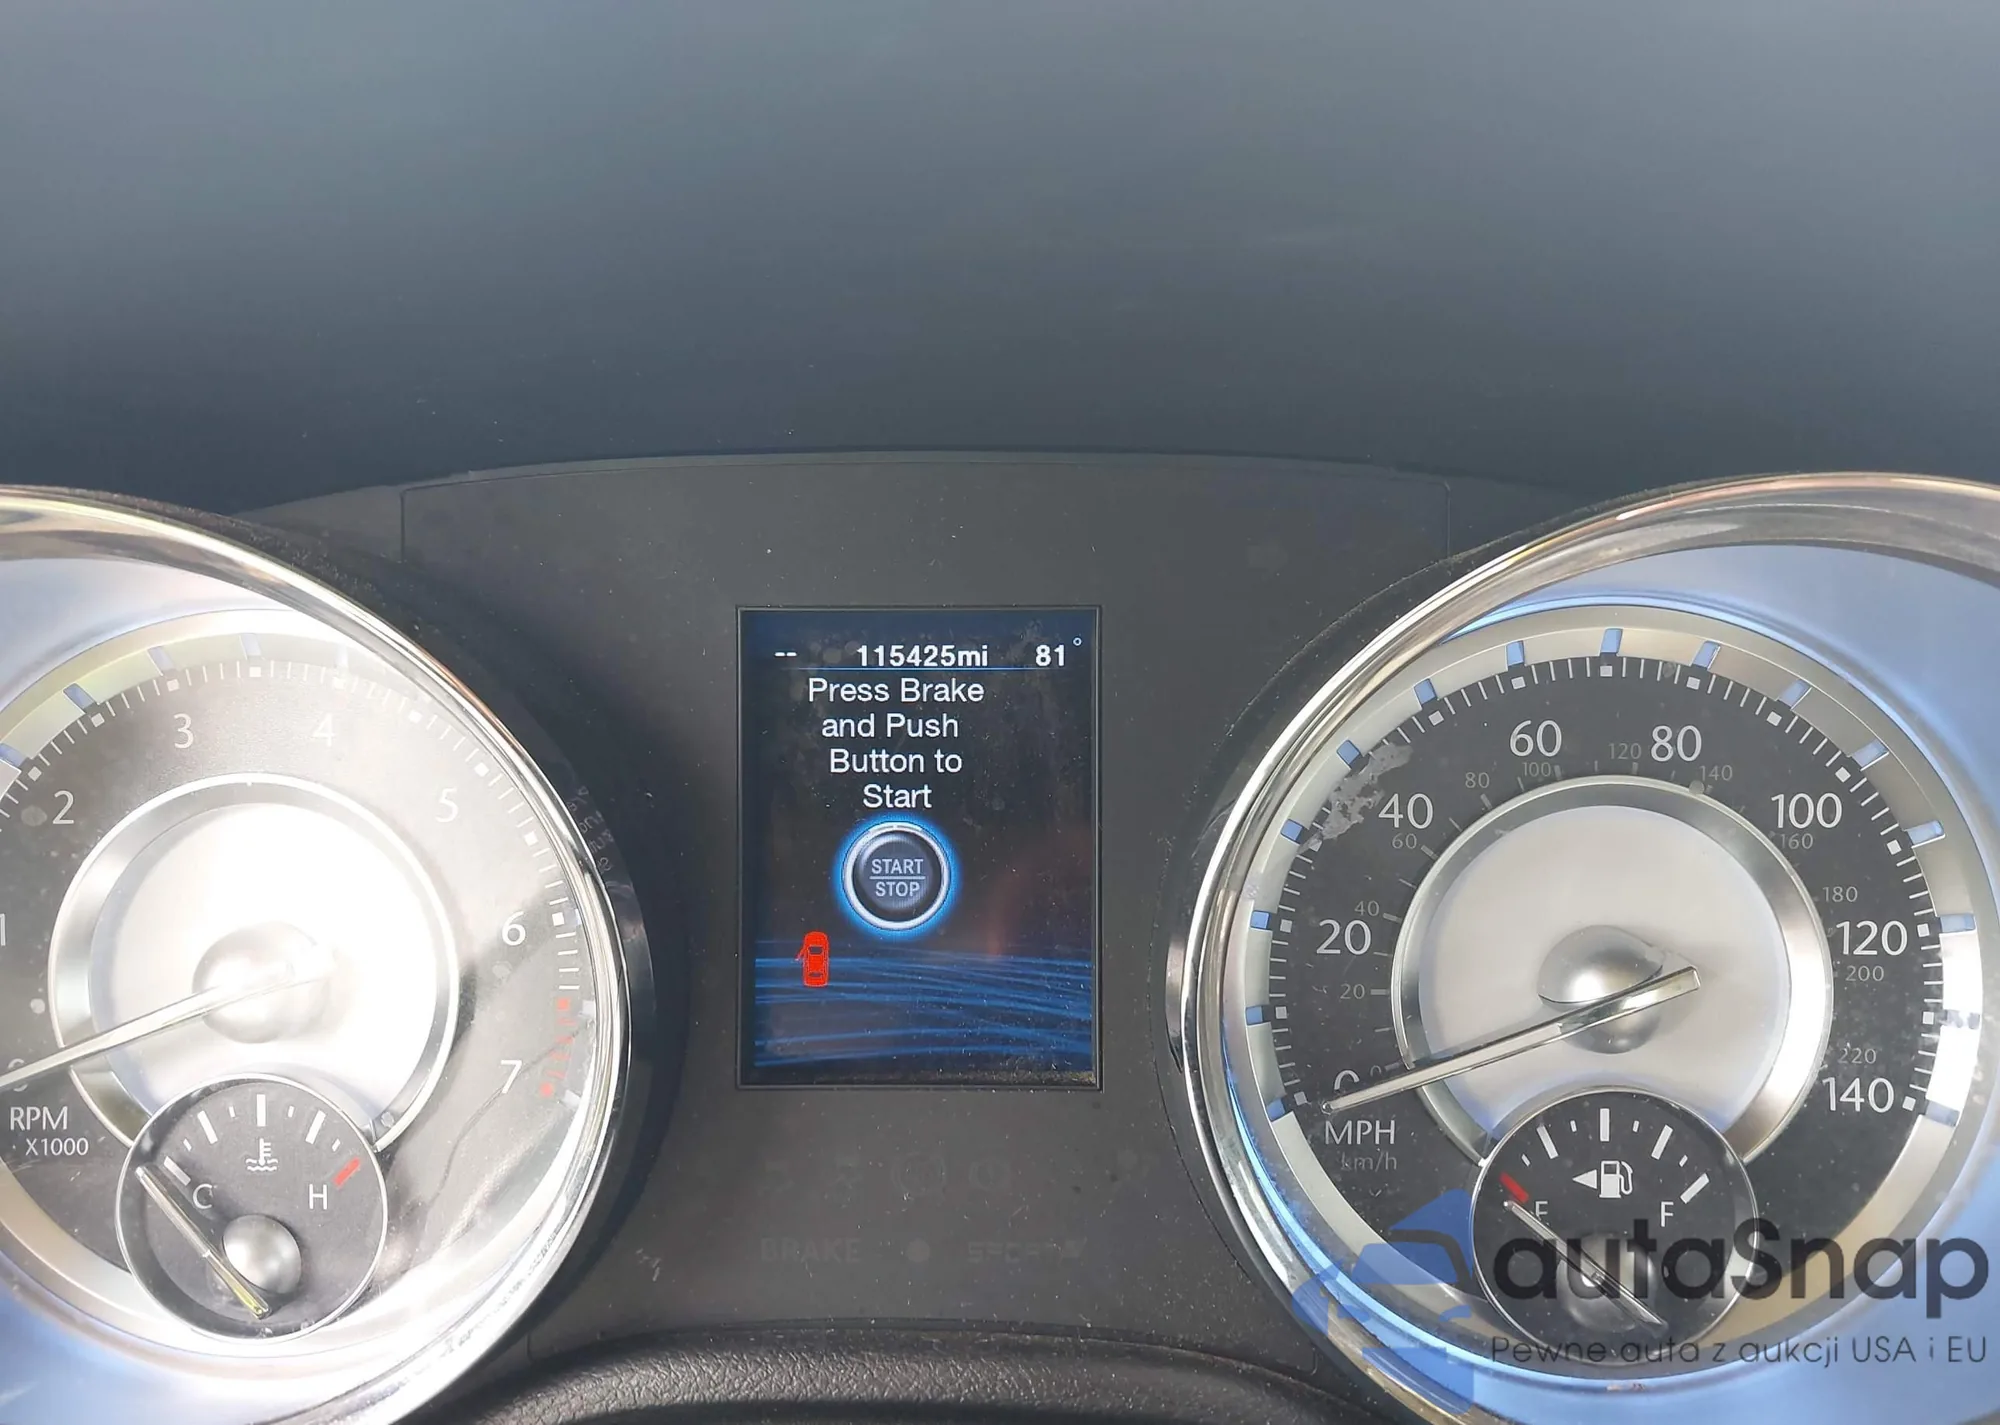 -- 115425mi 81°
Press Brake
and Push
Button to
Start
START
STOP
1
2
3
4
5
6
7
RPM
X1000
C H
0
20
40
60
80
100
120
140
20
40
60
80
100
120
140
160
180
200
220
MPH
km/h
E F
BRAKE
autaSnap
Pewne auta z aukcji USA i EU